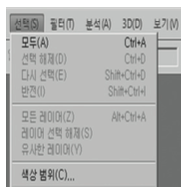 선택(S) 필터(T) 분석(A) 3D(D) 보기(V)
모두(A) Ctrl+A
선택 해제(D) Ctrl+D
다시 선택(E) Shift+Ctrl+D
반전(I) Shift+Ctrl+I
모든 레이어(Z) Alt+Ctrl+A
레이어 선택 해제(S)
유사한 레이어(Y)
색상 범위(C)...